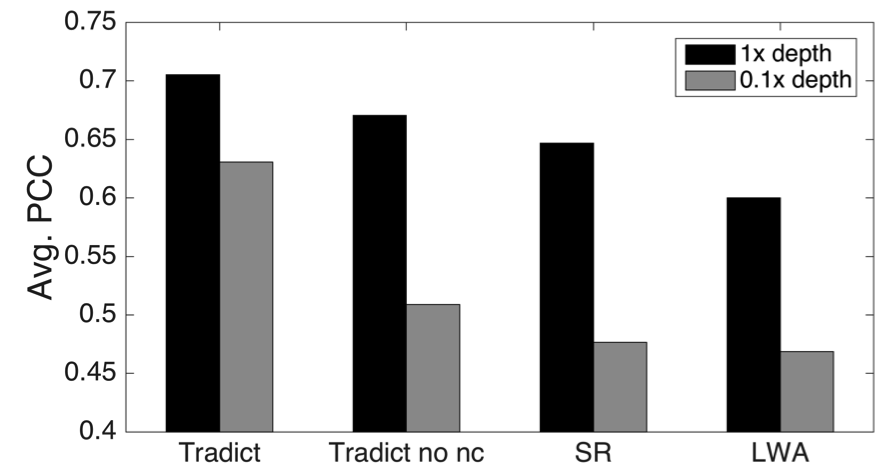 0.75
0.7
0.65
0.6
0.55
0.5
0.45
0.4
Avg. PCC
1x depth
0.1x depth
Tradict
Tradict no nc
SR
LWA